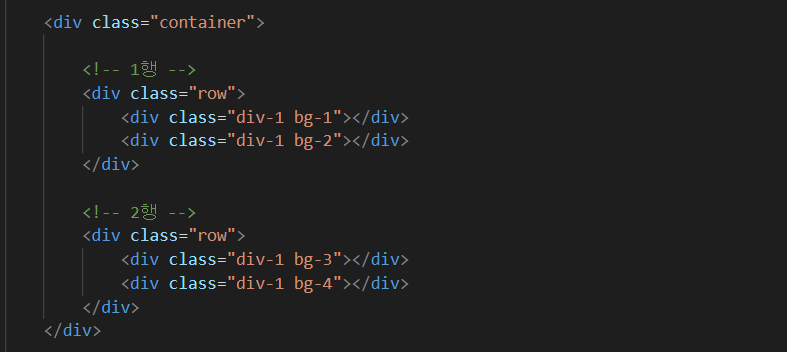 <div class="container">
<!-- 1행 -->
<div class="row">
<div class="div-1 bg-1"></div>
<div class="div-1 bg-2"></div>
</div>
<!-- 2행 -->
<div class="row">
<div class="div-1 bg-3"></div>
<div class="div-1 bg-4"></div>
</div>
</div>